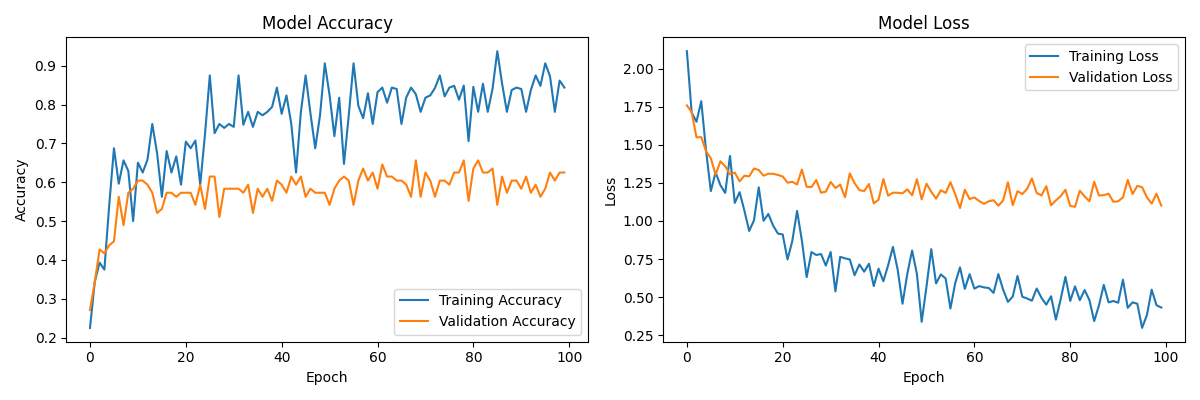 Model Accuracy
Accuracy
0.9
0.8
0.7
0.6
0.5
0.4
0.3
0.2
0 20 40 60 80 100
Epoch
Training Accuracy
Validation Accuracy
Model Loss
Loss
2.00
1.75
1.50
1.25
1.00
0.75
0.50
0.25
0 20 40 60 80 100
Epoch
Training Loss
Validation Loss